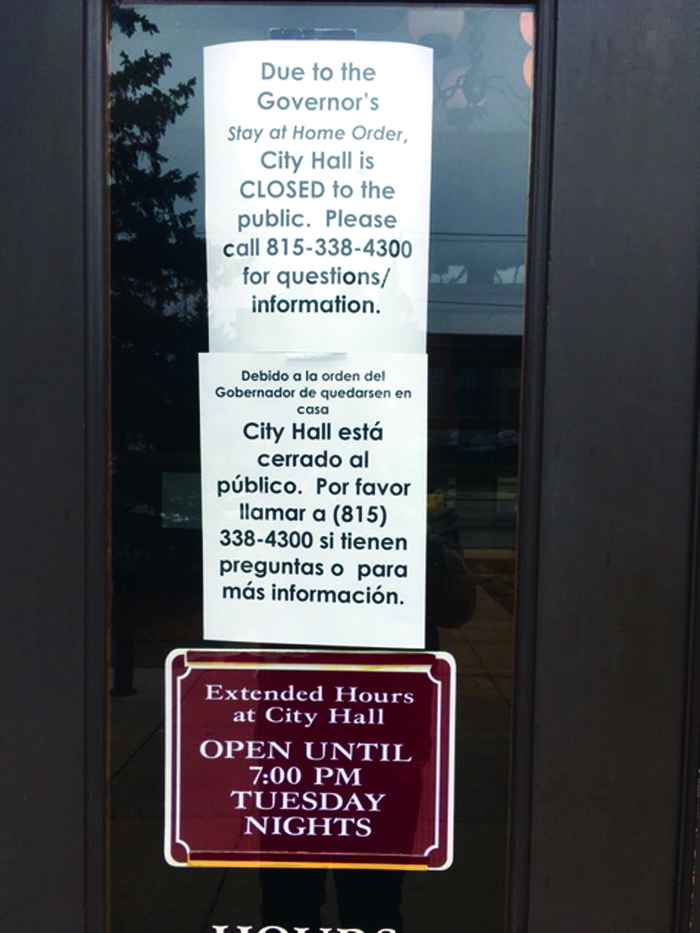 Due to the
Governor's
Stay at Home Order,
City Hall is
CLOSED to the
public. Please
call 815-338-4300
for questions/
information.
Debido a la orden del
Gobernador de quedarsen en
casa
City Hall está
cerrado al
público. Por favor
llamar a (815)
338-4300 si tienen
preguntas o para
más información.
Extended Hours
at City Hall
OPEN UNTIL
7:00 PM
TUESDAY
NIGHTS
HOURS